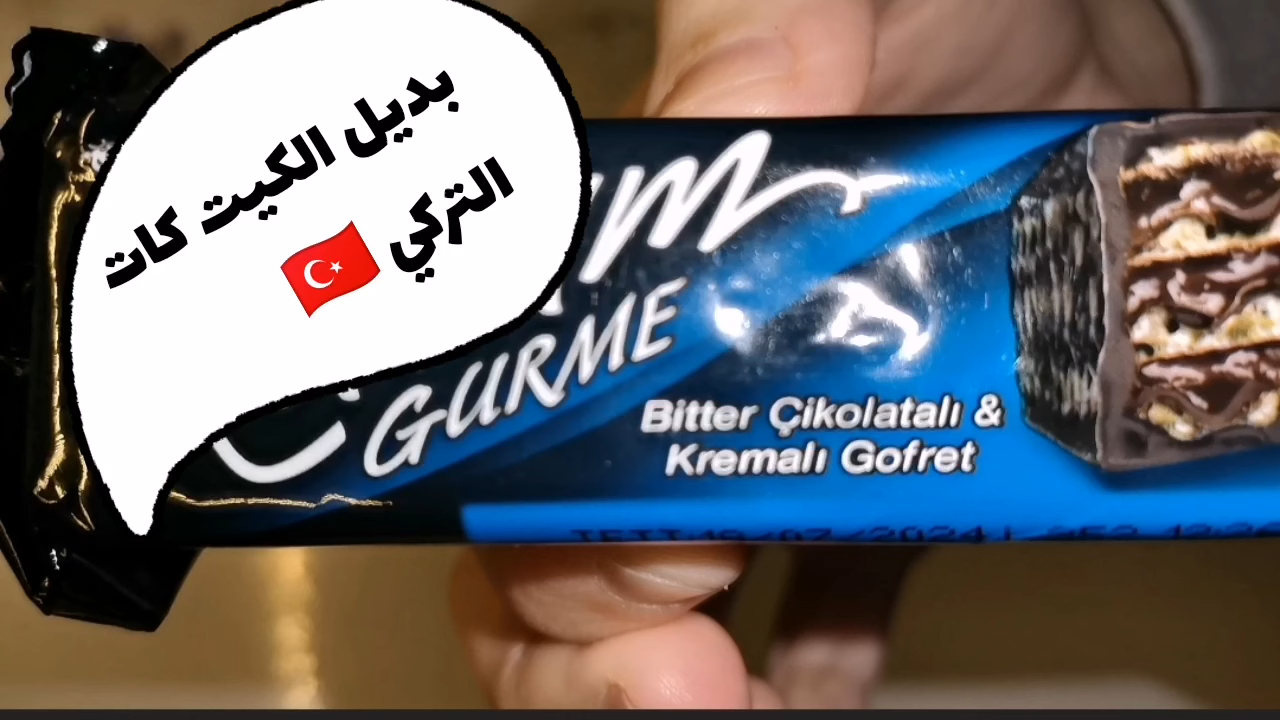 بديل الكيت كات
التركي 🇹🇷
GURME
Bitter Çikolatalı &
Kremalı Gofret